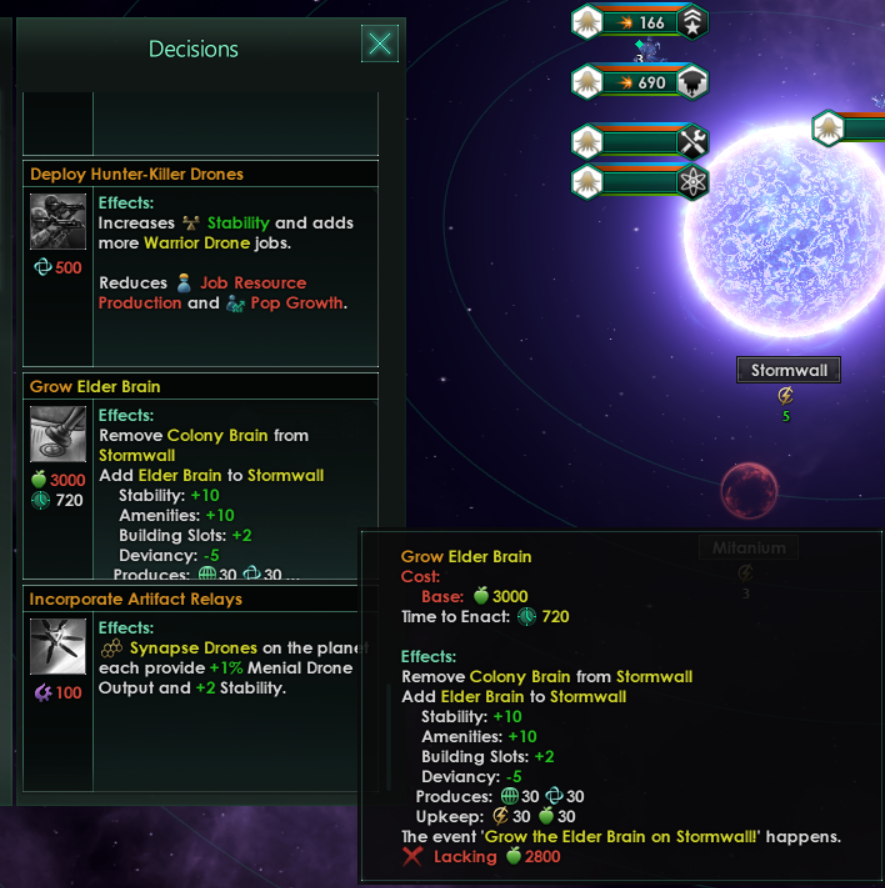 Decisions
166
3
690
Deploy Hunter-Killer Drones
Effects:
Increases Stability and adds
more Warrior Drone jobs.
500
Reduces Job Resource
Production and Pop Growth.
Stormwall
5
Grow Elder Brain
Effects:
Remove Colony Brain from
Stormwall
3000
720
Add Elder Brain to Stormwall
Stability: +10
Amenities: +10
Building Slots: +2
Deviancy: -5
Produces: 30 30 ...
Incorporate Artifact Relays
Effects:
Synapse Drones on the planet
each provide +1% Menial Drone
Output and +2 Stability.
100
Mitanium
3
Grow Elder Brain
Cost:
Base: 3000
Time to Enact: 720
Effects:
Remove Colony Brain from Stormwall
Add Elder Brain to Stormwall
Stability: +10
Amenities: +10
Building Slots: +2
Deviancy: -5
Produces: 30 30
Upkeep: 30 30
The event 'Grow the Elder Brain on Stormwall!' happens.
Lacking 2800